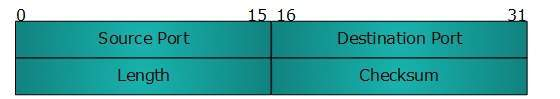 0 15 16 31
Source Port Destination Port
Length Checksum